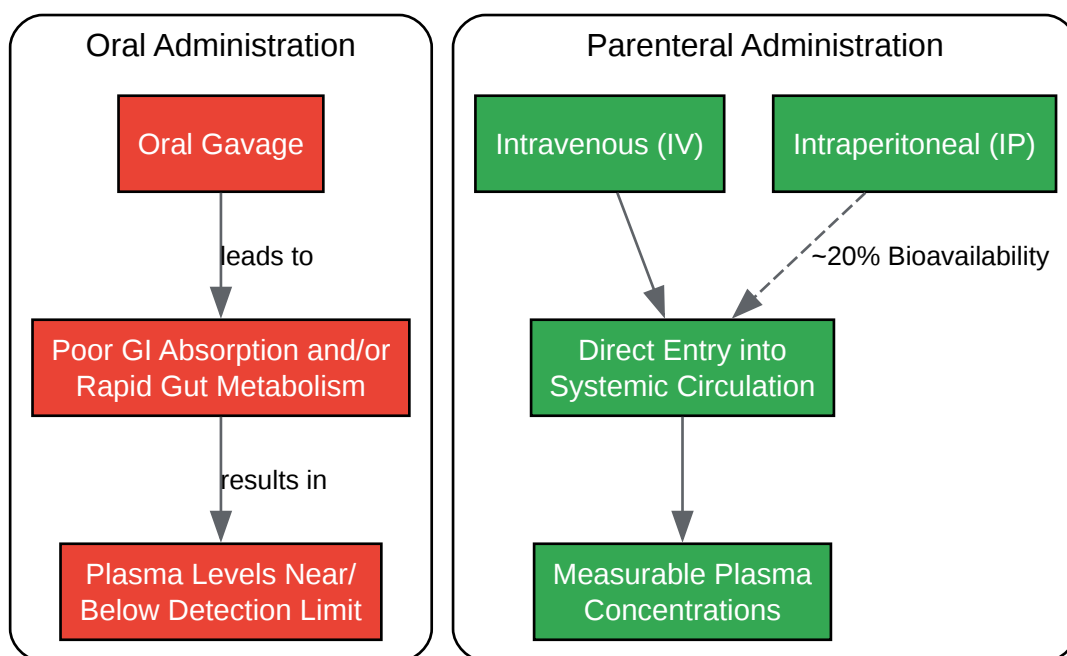 Oral Administration
Oral Gavage
leads to
Poor GI Absorption and/or
Rapid Gut Metabolism
results in
Plasma Levels Near/
Below Detection Limit
Parenteral Administration
Intravenous (IV)
Intraperitoneal (IP)
~20% Bioavailability
Direct Entry into
Systemic Circulation
Measurable Plasma
Concentrations